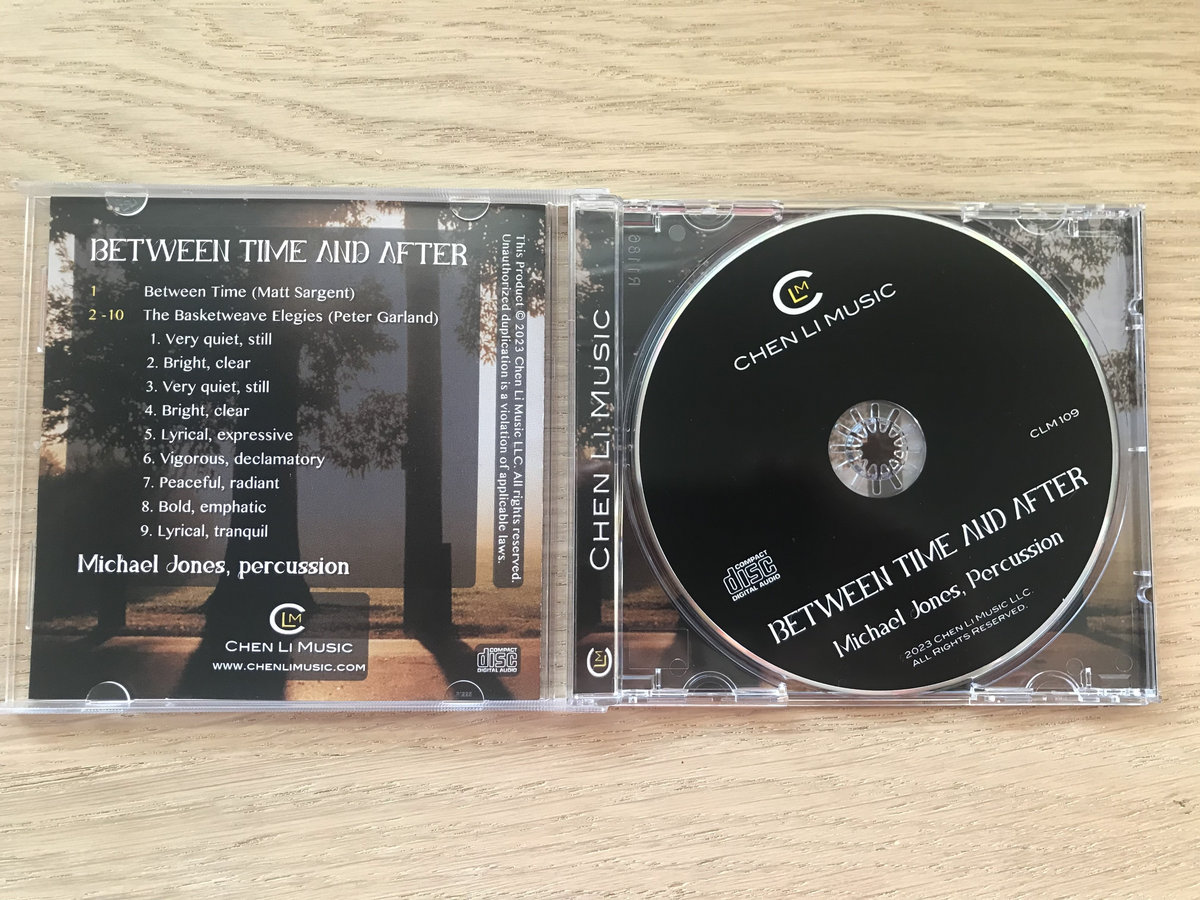 BETWEEN TIME AND AFTER
1 Between Time (Matt Sargent)
2 -10 The Basketweave Elegies (Peter Garland)
1. Very quiet, still
2. Bright, clear
3. Very quiet, still
4. Bright, clear
5. Lyrical, expressive
6. Vigorous, declamatory
7. Peaceful, radiant
8. Bold, emphatic
9. Lyrical, tranquil
Michael Jones, percussion
CLM
CHEN LI MUSIC
WWW.CHENLIMUSIC.COM
This Product © 2023 Chen Li Music LLC. All rights reserved.
Unauthorized duplication is a violation of applicable laws.
COMPACT
disc
DIGITAL AUDIO
CHEN LI MUSIC
CLM
CLM
CHEN LI MUSIC
CLM 109
COMPACT
disc
DIGITAL AUDIO
BETWEEN TIME AND AFTER
Michael Jones, Percussion
2023 CHEN LI MUSIC LLC.
ALL RIGHTS RESERVED.